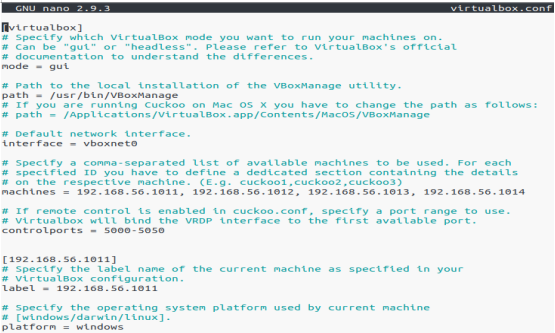 GNU nano 2.9.3 virtualbox.conf
[virtualbox]
# Specify which VirtualBox mode you want to run your machines on.
# Can be "gui" or "headless". Please refer to VirtualBox's official
# documentation to understand the differences.
mode = gui
# Path to the local installation of the VBoxManage utility.
path = /usr/bin/VBoxManage
# If you are running Cuckoo on Mac OS X you have to change the path as follows:
# path = /Applications/VirtualBox.app/Contents/MacOS/VBoxManage
# Default network interface.
interface = vboxnet0
# Specify a comma-separated list of available machines to be used. For each
# specified ID you have to define a dedicated section containing the details
# on the respective machine. (E.g. cuckoo1,cuckoo2,cuckoo3)
machines = 192.168.56.1011, 192.168.56.1012, 192.168.56.1013, 192.168.56.1014
# If remote control is enabled in cuckoo.conf, specify a port range to use.
# Virtualbox will bind the VRDP interface to the first available port.
controlports = 5000-5050
[192.168.56.1011]
# Specify the label name of the current machine as specified in your
# VirtualBox configuration.
label = 192.168.56.1011
# Specify the operating system platform used by current machine
# [windows/darwin/linux].
platform = windows